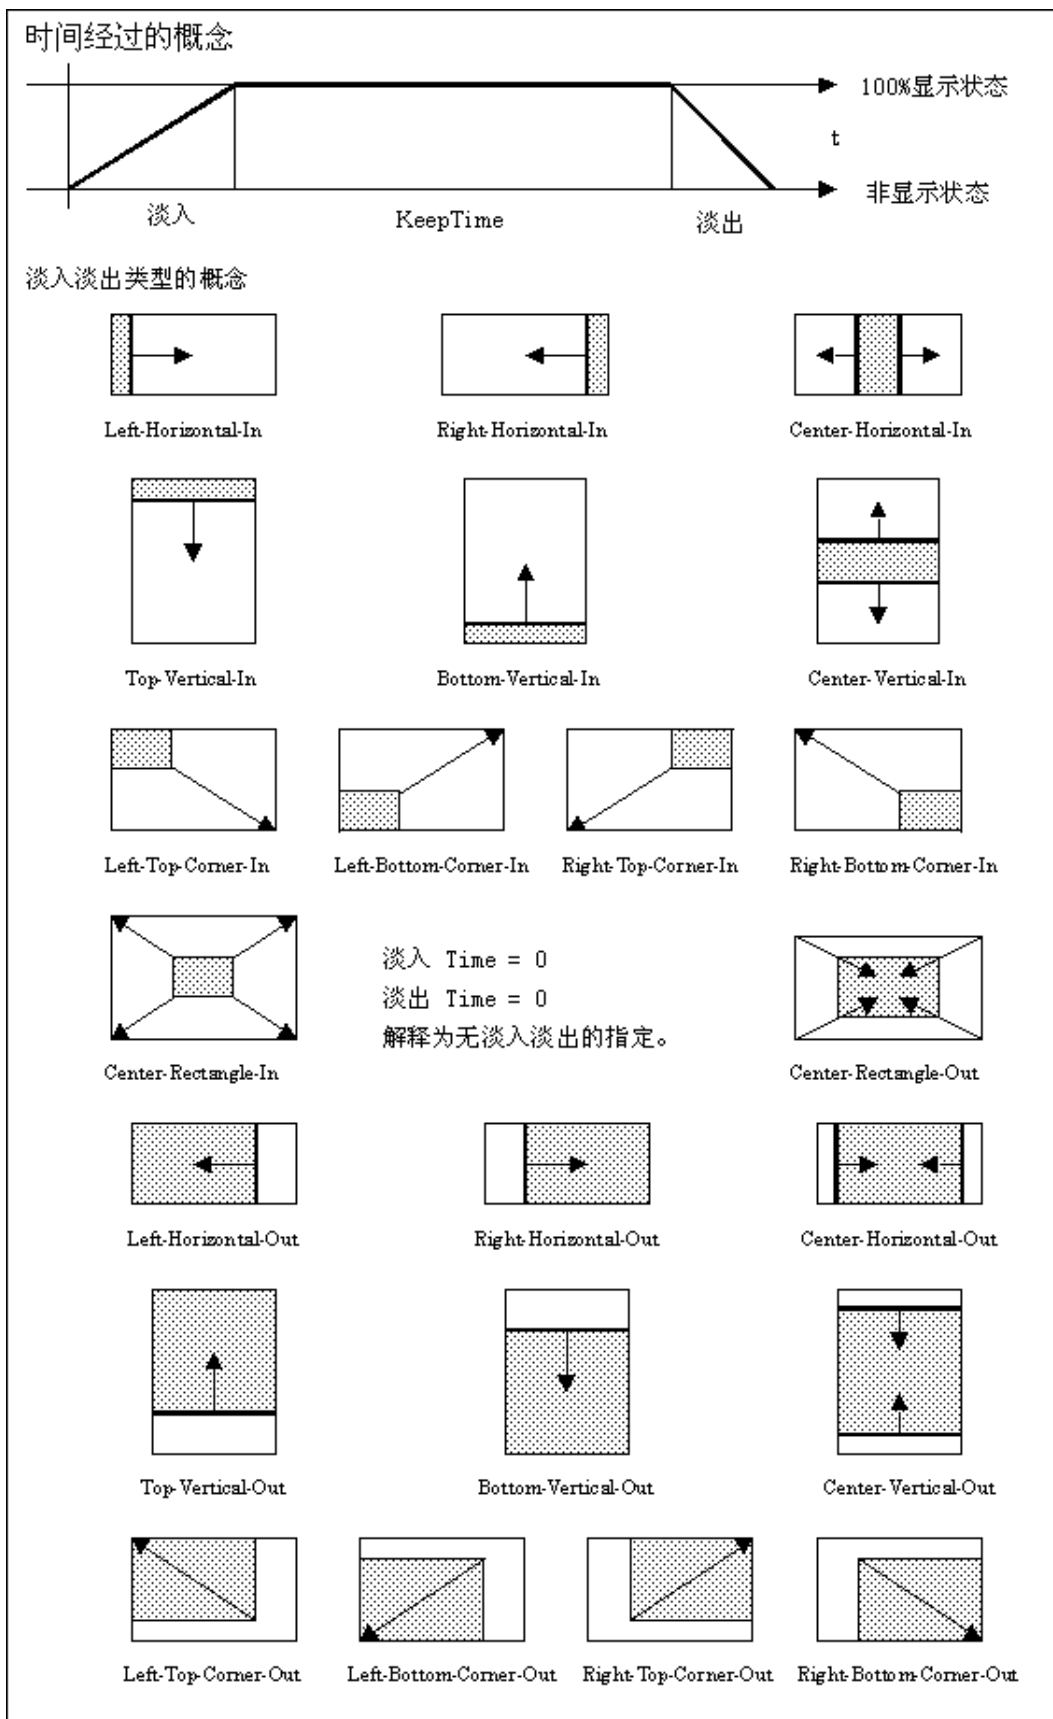 时间经过的概念
100%显示状态
t
非显示状态
淡入
KeepTime
淡出
淡入淡出类型的概念
Left-Horizontal-In
Right-Horizontal-In
Center-Horizontal-In
Top-Vertical-In
Bottom-Vertical-In
Center-Vertical-In
Left-Top-Corner-In
Left-Bottom-Corner-In
Right-Top-Corner-In
Right-Bottom-Corner-In
淡入 Time = 0
淡出 Time = 0
解释为无淡入淡出的指定。
Center-Rectangle-In
Center-Rectangle-Out
Left-Horizontal-Out
Right-Horizontal-Out
Center-Horizontal-Out
Top-Vertical-Out
Bottom-Vertical-Out
Center-Vertical-Out
Left-Top-Corner-Out
Left-Bottom-Corner-Out
Right-Top-Corner-Out
Right-Bottom-Corner-Out